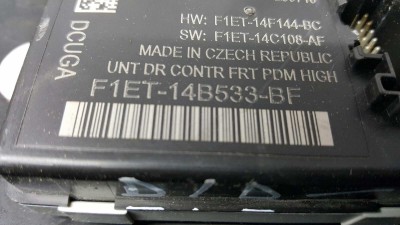 DCUGA
HW: F1ET-14F144-BC
SW: F1ET-14C108-AF
MADE IN CZECH REPUBLIC
UNT DR CONTR FRT PDM HIGH
F1ET-14B533-BF